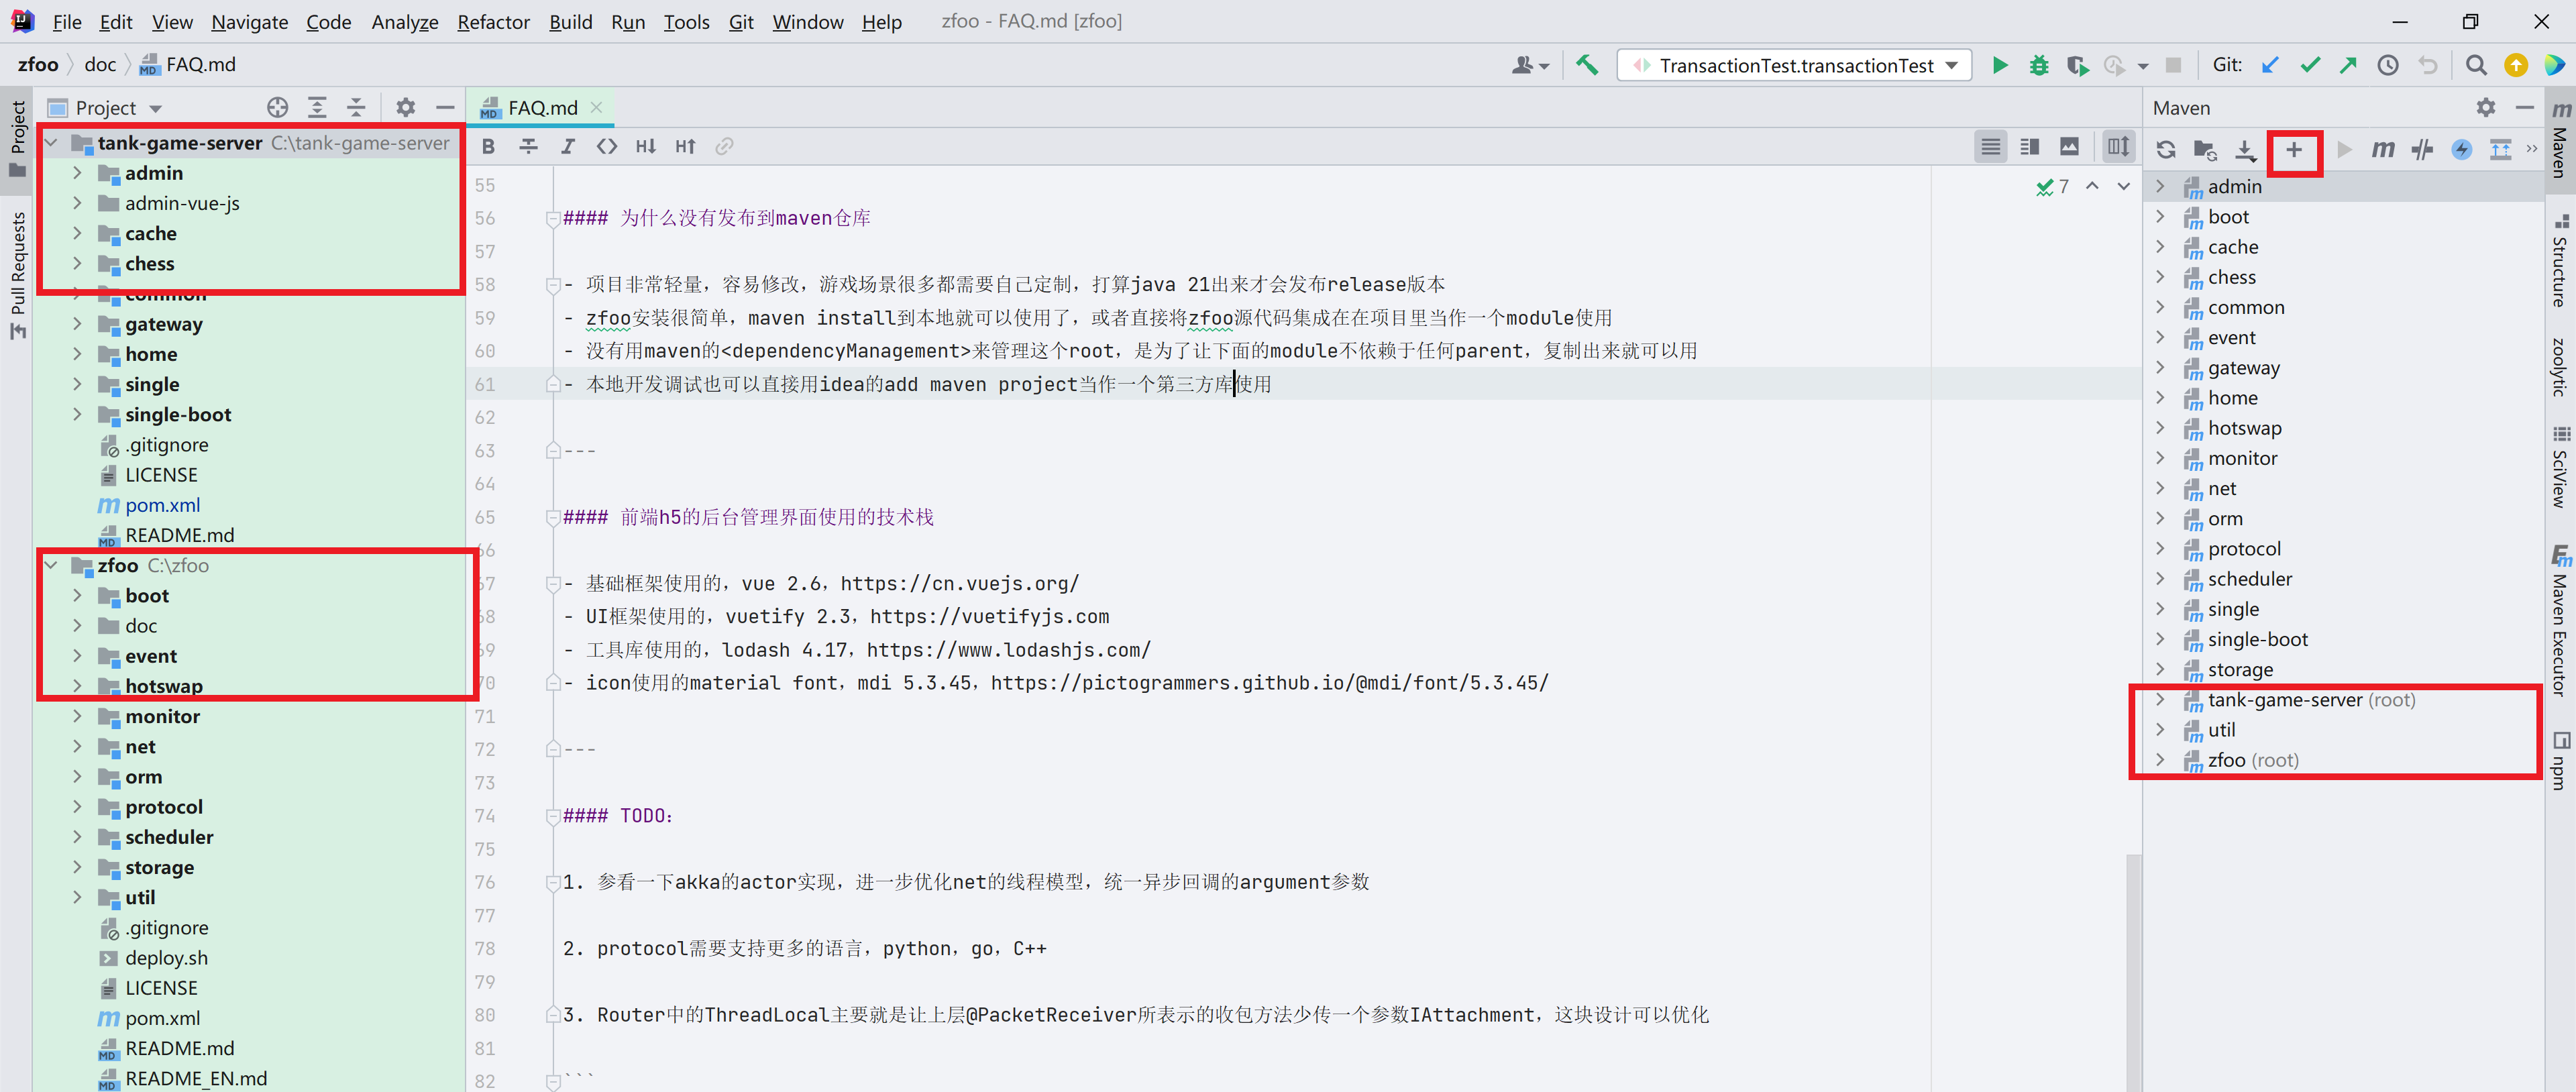 File Edit View Navigate Code Analyze Refactor Build Run Tools Git Window Help zfoo - FAQ.md [zfoo]
zfoo doc FAQ.md
TransactionTest.transactionTest
Git:
Project
Pull Requests
Project
tank-game-server C:\tank-game-server
admin
admin-vue-js
cache
chess
common
gateway
home
single
single-boot
.gitignore
LICENSE
pom.xml
README.md
zfoo C:\zfoo
boot
doc
event
hotswap
monitor
net
orm
protocol
scheduler
storage
util
.gitignore
deploy.sh
LICENSE
pom.xml
README.md
README_EN.md
FAQ.md
7
55
56 #### 为什么没有发布到maven仓库
57
58 - 项目非常轻量，容易修改，游戏场景很多都需要自己定制，打算java 21出来才会发布release版本
59 - zfoo安装很简单，maven install到本地就可以使用了，或者直接将zfoo源代码集成在在项目里当作一个module使用
60 - 没有用maven的<dependencyManagement>来管理这个root，是为了让下面的module不依赖于任何parent，复制出来就可以用
61 - 本地开发调试也可以直接用idea的add maven project当作一个第三方库使用
62
63 ---
64
65 #### 前端h5的后台管理界面使用的技术栈
66
67 - 基础框架使用的，vue 2.6，https://cn.vuejs.org/
68 - UI框架使用的，vuetify 2.3，https://vuetifyjs.com
69 - 工具库使用的，lodash 4.17，https://www.lodashjs.com/
70 - icon使用的material font，mdi 5.3.45，https://pictogrammers.github.io/@mdi/font/5.3.45/
71
72 ---
73
74 #### TODO:
75
76 1. 参看一下akka的actor实现，进一步优化net的线程模型，统一异步回调的argument参数
77
78 2. protocol需要支持更多的语言，python，go，C++
79
80 3. Router中的ThreadLocal主要就是让上层@PacketReceiver所表示的收包方法少传一个参数IAttachment，这块设计可以优化
81
82 ```
Maven
admin
boot
cache
chess
common
event
gateway
home
hotswap
monitor
net
orm
protocol
scheduler
single
single-boot
storage
tank-game-server (root)
util
zfoo (root)
Maven
Structure
zoolytic
SciView
Maven Executor
npm